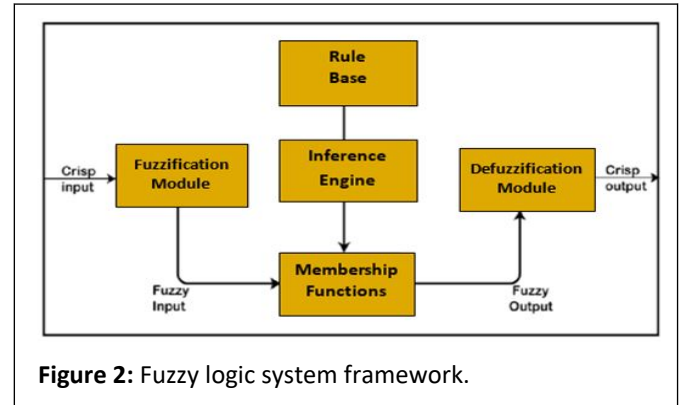 Rule
Base
Crisp
input
Fuzzification
Module
Inference
Engine
Defuzzification
Module
Crisp
output
Membership
Functions
Fuzzy
Input
Fuzzy
Output
Figure 2: Fuzzy logic system framework.